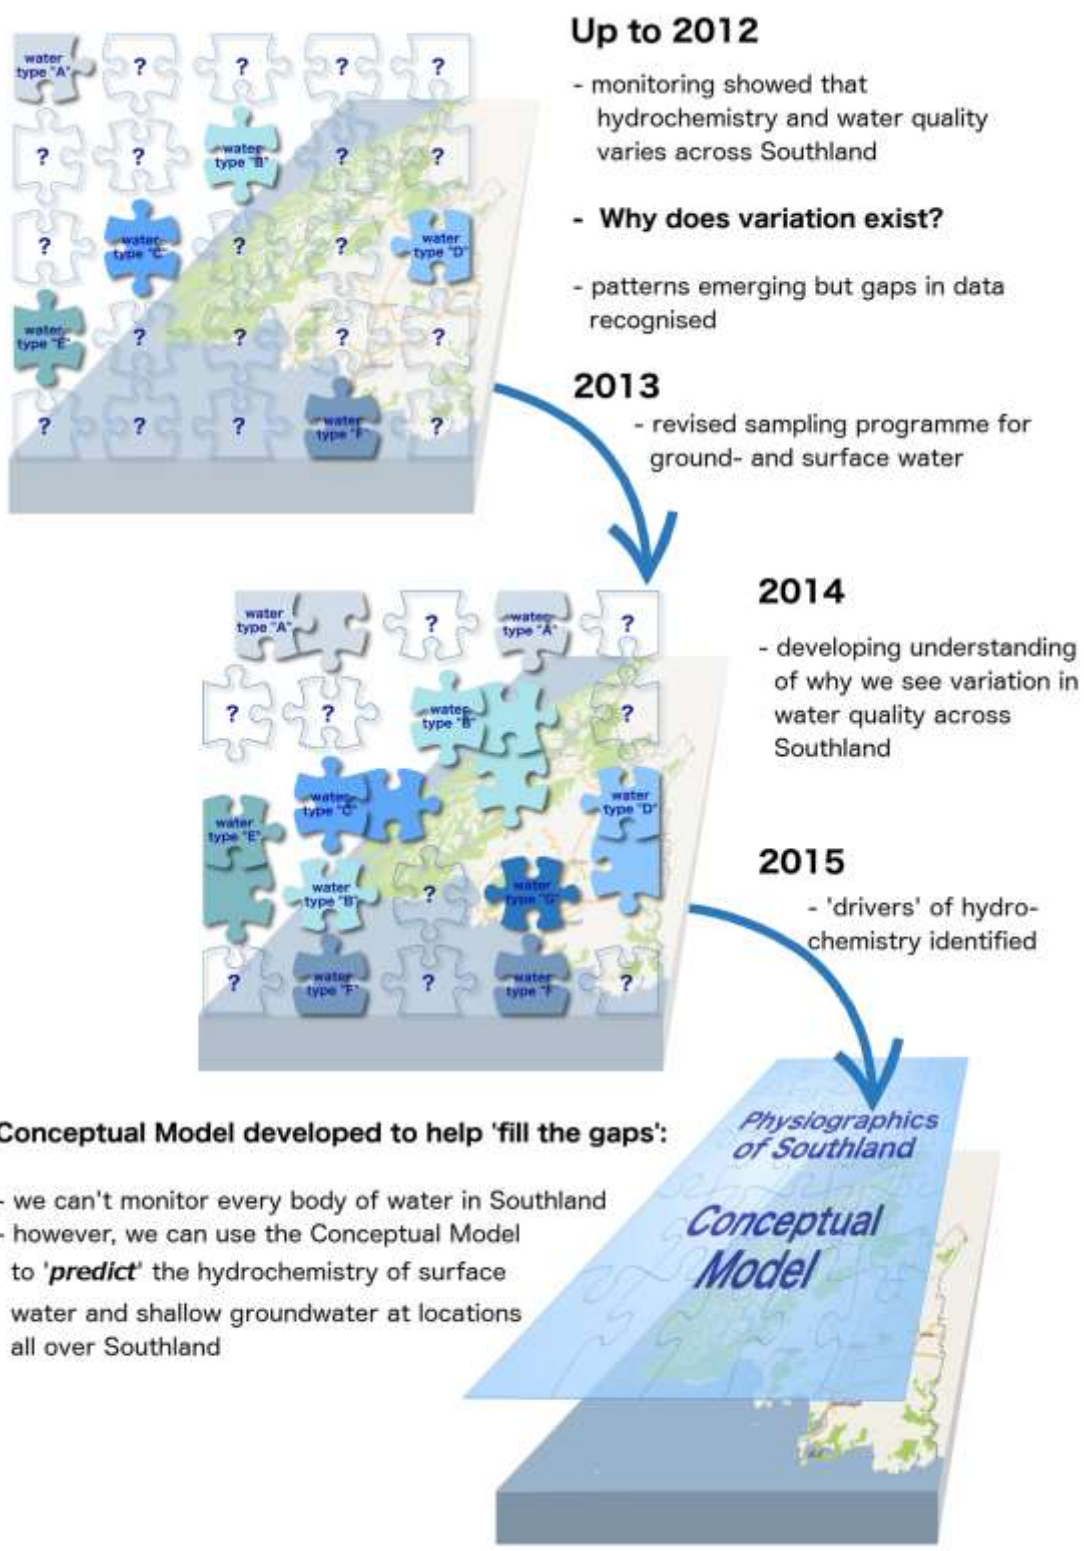 Up to 2012
- monitoring showed that
hydrochemistry and water quality
varies across Southland
- Why does variation exist?
- patterns emerging but gaps in data
recognised
water
type "A"
?
?
?
?
?
?
water
type "B"
?
?
?
water
type "C"
?
?
water
type "D"
water
type "E"
?
?
?
?
?
?
?
water
type "F"
?
2013
- revised sampling programme for
ground- and surface water
2014
- developing understanding
of why we see variation in
water quality across
Southland
water
type "A"
?
water
type "A"
?
?
?
water
type "B"
?
water
type "C"
water
type "D"
water
type "E"
water
type "B"
?
water
type "G"
?
water
type "F"
?
water
type "F"
?
2015
- 'drivers' of hydro-
chemistry identified
Physiographics
of Southland
Conceptual
Model
Conceptual Model developed to help 'fill the gaps':
- we can't monitor every body of water in Southland
- however, we can use the Conceptual Model
to 'predict' the hydrochemistry of surface
water and shallow groundwater at locations
all over Southland